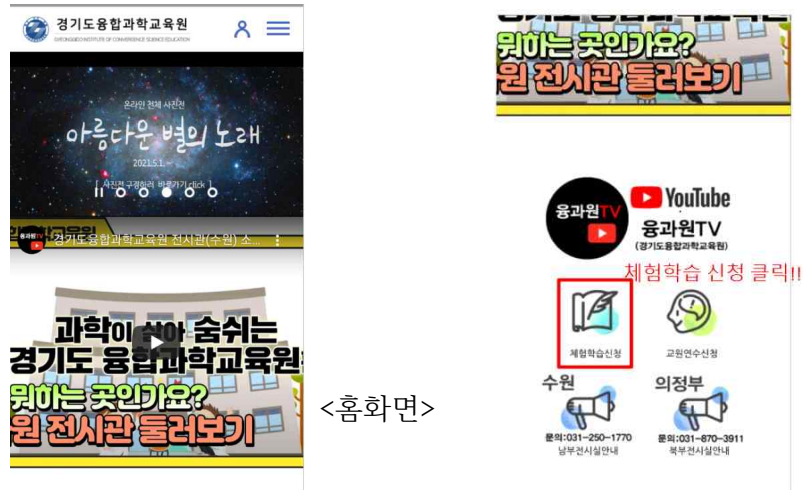 경기도융합과학교육원
GYEONGGIDO INSTITUTE OF CONVERGENCE SCIENCE EDUCATION
온라인 천체 사진전
아름다운 별의 노래
2021.5.1. ~
[ 사진전 구경하러 바로가기 click ]
융과원TV
경기도융합과학교육원 전시관(수원) 소...
과학이 살아 숨쉬는
경기도 융합과학교육원
뭐하는 곳인가요?
원 전시관 둘러보기
<홈화면>
뭐하는 곳인가요?
원 전시관 둘러보기
융과원TV
YouTube
융과원TV
(경기도융합과학교육원)
체험학습 신청 클릭!!
체험학습신청
교원연수신청
수원
의정부
문의:031-250-1770
남부전시실안내
문의:031-870-3911
북부전시실안내